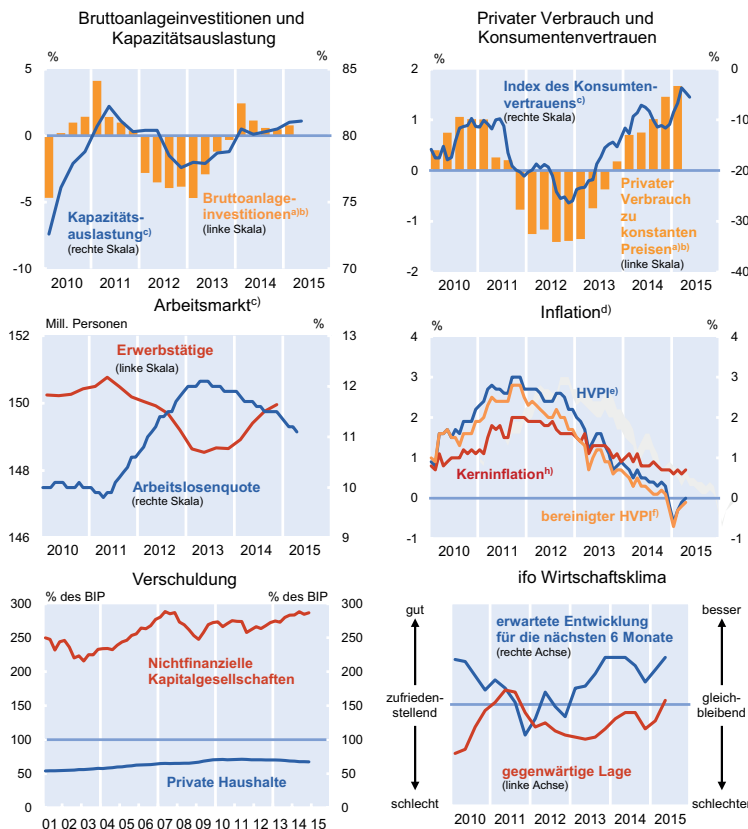 Bruttoanlageinvestitionen und
Kapazitätsauslastung
%
%
5
0
-5
-10
85
80
75
70
Kapazitäts-
auslastung c)
(rechte Skala)
Bruttoanlage-
investitionen a)b)
(linke Skala)
2010 2011 2012 2013 2014 2015
Privater Verbrauch und
Konsumentenvertrauen
%
%
2
1
0
-1
-2
0
-10
-20
-30
-40
Index des Konsumten-
vertrauens c)
(rechte Skala)
Privater
Verbrauch
zu
konstanten
Preisen a)b)
(linke Skala)
2010 2011 2012 2013 2014 2015
Arbeitsmarkt c)
Mill. Personen
%
152
150
148
146
13
12
11
10
9
Erwerbstätige
(linke Skala)
Arbeitslosenquote
(rechte Skala)
2010 2011 2012 2013 2014 2015
Inflation d)
%
%
4
3
2
1
0
-1
4
3
2
1
0
-1
HVPI e)
Kerninflation h)
bereinigter HVPI f)
2010 2011 2012 2013 2014 2015
Verschuldung
% des BIP
% des BIP
300
250
200
150
100
50
00
300
250
200
150
100
50
0
Nichtfinanzielle
Kapitalgesellschaften
Private Haushalte
01 02 03 04 05 06 07 08 09 10 11 12 13 14 15
ifo Wirtschaftsklima
gut
zufrieden-
stellend
schlecht
besser
gleich-
bleibend
schlechter
erwartete Entwicklung
für die nächsten 6 Monate
(rechte Achse)
gegenwärtige Lage
(linke Achse)
2010 2011 2012 2013 2014 2015